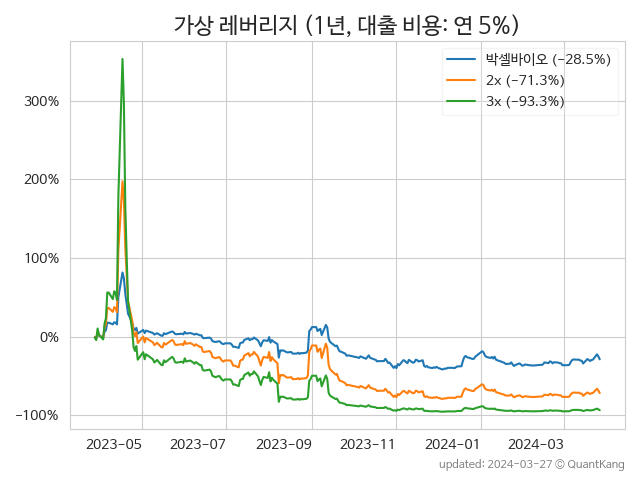 가상 레버리지 (1년, 대출 비용: 연 5%)
박셀바이오 (-28.5%)
2x (-71.3%)
3x (-93.3%)
300%
200%
100%
0%
-100%
2023-05 2023-07 2023-09 2023-11 2024-01 2024-03
updated: 2024-03-27 © QuantKang